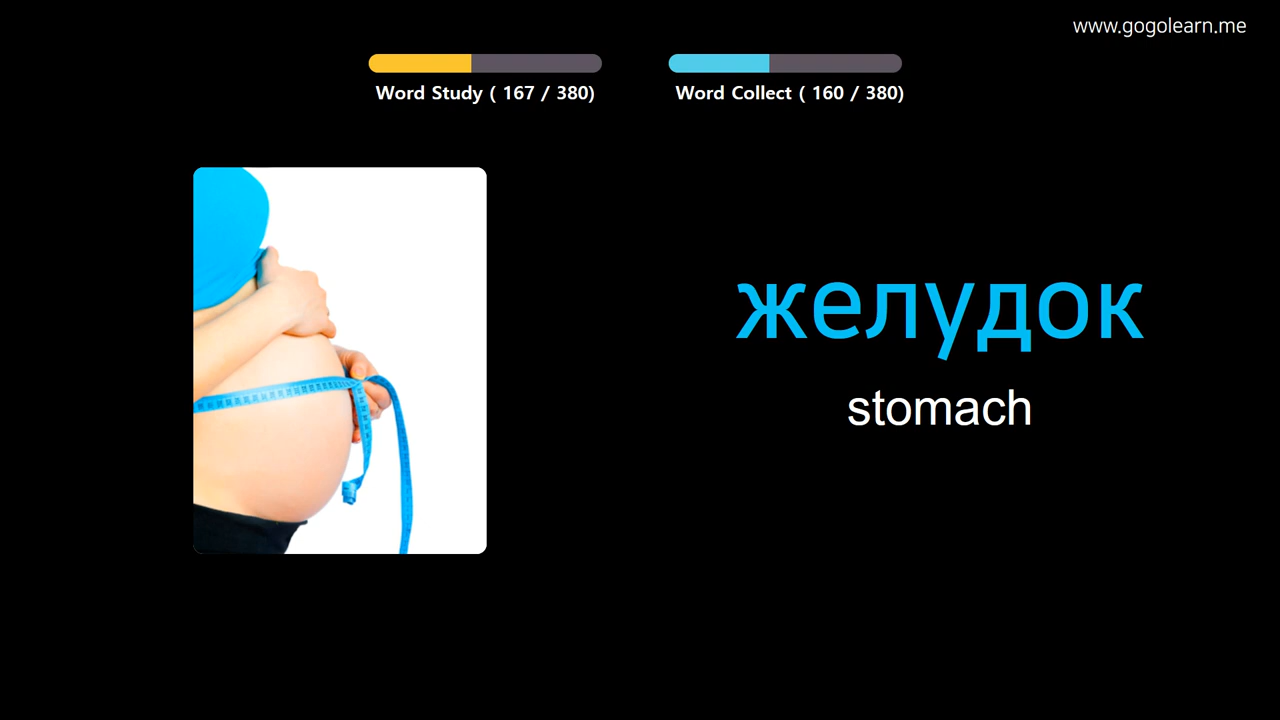 www.gogolearn.me
Word Study ( 167 / 380)
Word Collect ( 160 / 380)
желудок
stomach